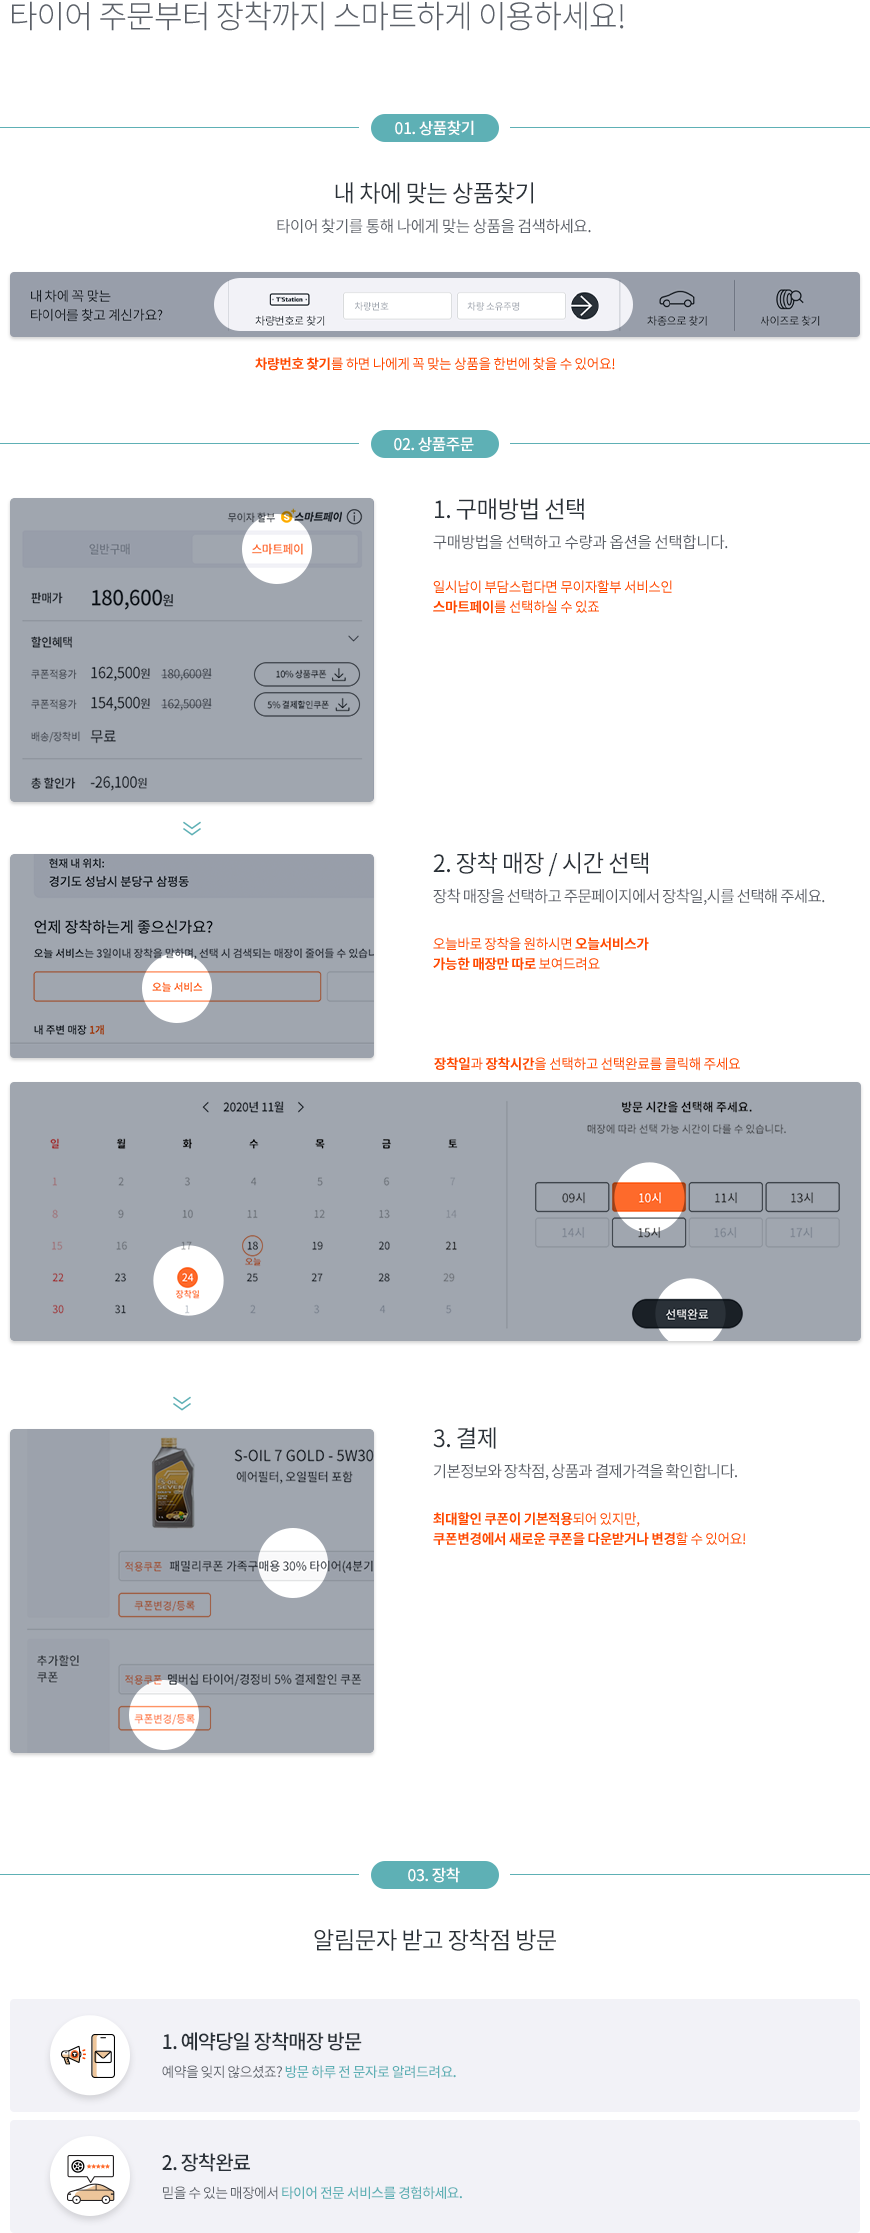 타이어 주문부터 장착까지 스마트하게 이용하세요!
01. 상품찾기
내 차에 맞는 상품찾기
타이어 찾기를 통해 나에게 맞는 상품을 검색하세요.
내 차에 꼭 맞는
타이어를 찾고 계신가요?
T'Station
차량번호로 찾기
차량번호
차량 소유주명
차종으로 찾기
사이즈로 찾기
차량번호 찾기를 하면 나에게 꼭 맞는 상품을 한번에 찾을 수 있어요!
02. 상품주문
무이자 할부 S 스마트페이
일반구매
스마트페이
판매가 180,600원
할인혜택
쿠폰적용가 162,500원 180,600원 10% 상품쿠폰
쿠폰적용가 154,500원 162,500원 5% 결제할인쿠폰
배송/장착비 무료
총 할인가 -26,100원
1. 구매방법 선택
구매방법을 선택하고 수량과 옵션을 선택합니다.
일시납이 부담스럽다면 무이자할부 서비스인
스마트페이를 선택하실 수 있죠
현재 내 위치:
경기도 성남시 분당구 삼평동
언제 장착하는게 좋으신가요?
오늘 서비스는 3일이내 장착을 말하며, 선택 시 검색되는 매장이 줄어들 수 있습니
오늘 서비스
내 주변 매장 1개
2. 장착 매장 / 시간 선택
장착 매장을 선택하고 주문페이지에서 장착일,시를 선택해 주세요.
오늘바로 장착을 원하시면 오늘서비스가
가능한 매장만 따로 보여드려요
장착일과 장착시간을 선택하고 선택완료를 클릭해 주세요
2020년 11월
일 월 화 수 목 금 토
1 2 3 4 5 6 7
8 9 10 11 12 13 14
15 16 17 18 19 20 21
오늘
22 23 24 25 27 28 29
장착일
30 31 1 2 3 4 5
방문 시간을 선택해 주세요.
매장에 따라 선택 가능 시간이 다를 수 있습니다.
09시 10시 11시 13시
14시 15시 16시 17시
선택완료
S-OIL 7 GOLD - 5W30
에어필터, 오일필터 포함
S-OIL
SEVEN
적용쿠폰 패밀리쿠폰 가족구매용 30% 타이어(4분기
쿠폰변경/등록
추가할인
쿠폰
적용쿠폰 멤버십 타이어/경정비 5% 결제할인 쿠폰
쿠폰변경/등록
3. 결제
기본정보와 장착점, 상품과 결제가격을 확인합니다.
최대할인 쿠폰이 기본적용되어 있지만,
쿠폰변경에서 새로운 쿠폰을 다운받거나 변경할 수 있어요!
03. 장착
알림문자 받고 장착점 방문
1. 예약당일 장착매장 방문
예약을 잊지 않으셨죠? 방문 하루 전 문자로 알려드려요.
2. 장착완료
믿을 수 있는 매장에서 타이어 전문 서비스를 경험하세요.